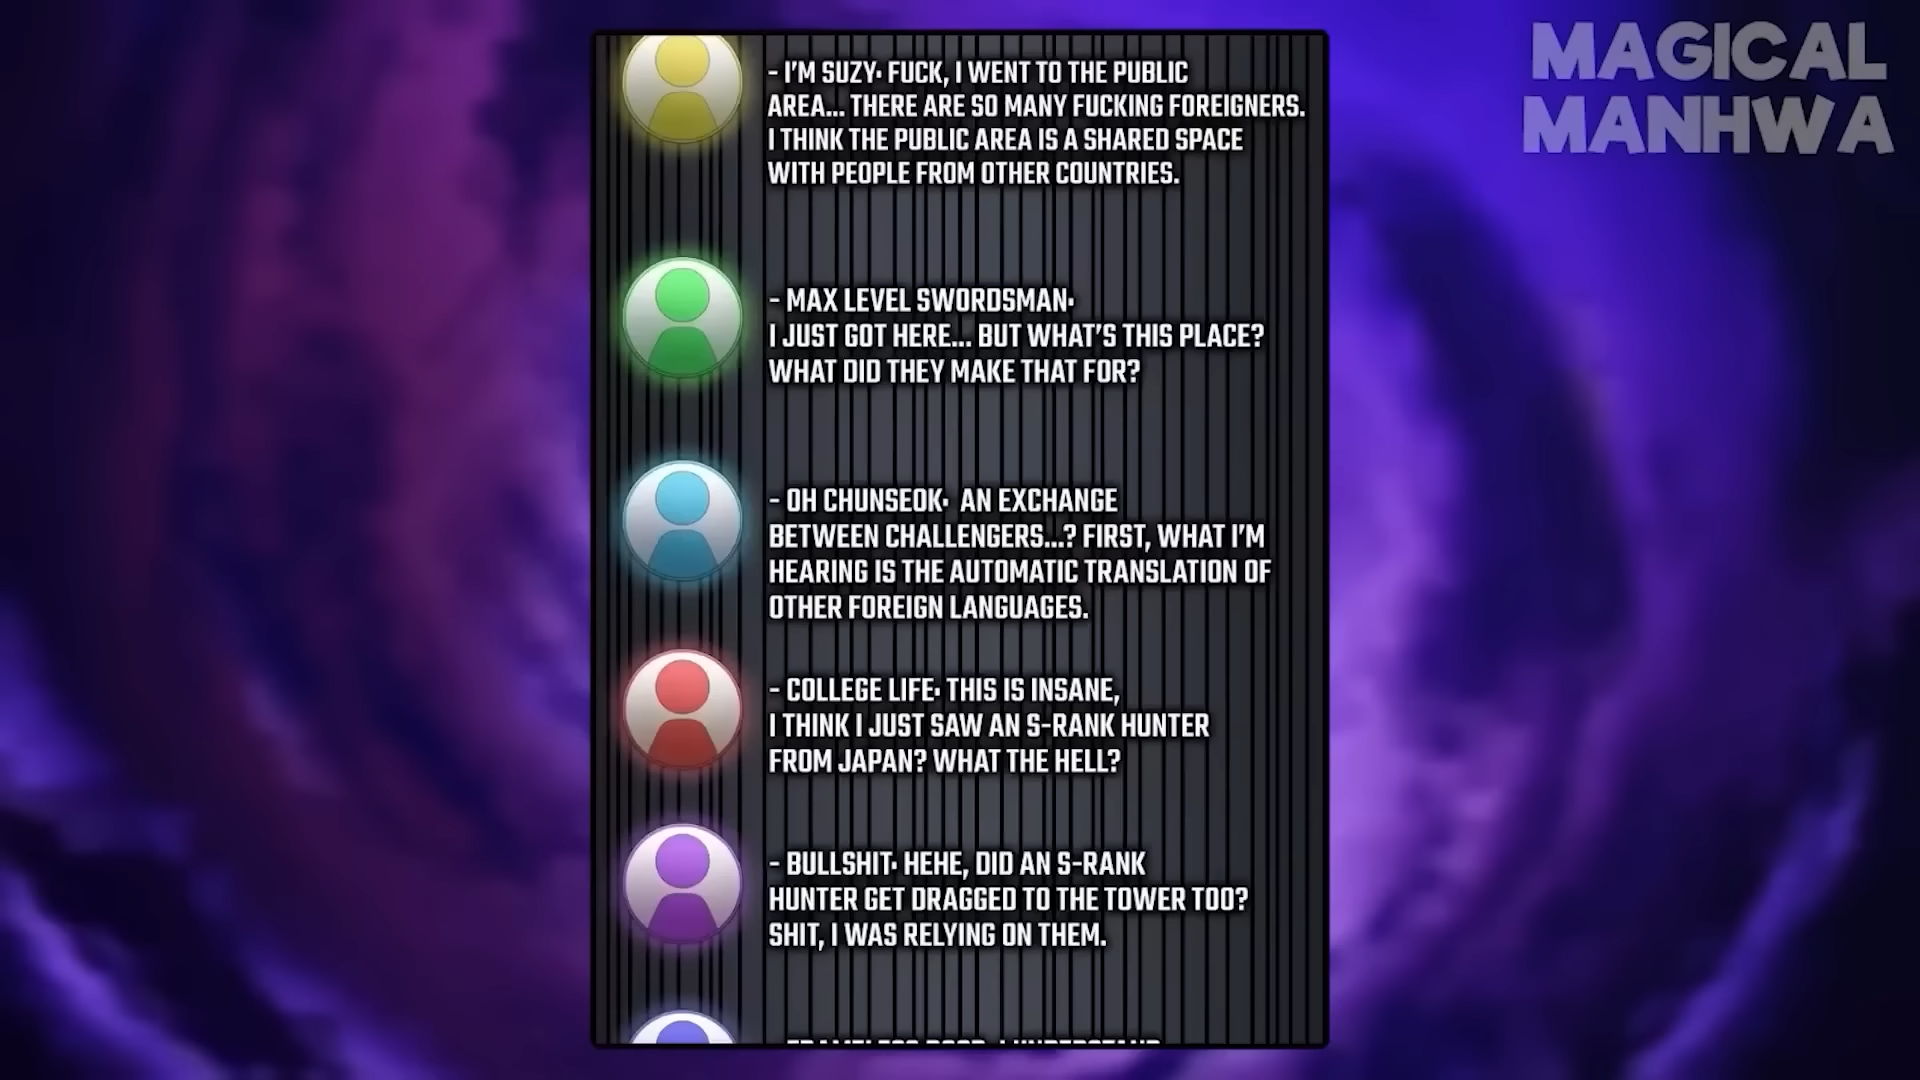 MAGICAL
MANHWA
- I'M SUZY: FUCK, I WENT TO THE PUBLIC
AREA... THERE ARE SO MANY FUCKING FOREIGNERS.
I THINK THE PUBLIC AREA IS A SHARED SPACE
WITH PEOPLE FROM OTHER COUNTRIES.
- MAX LEVEL SWORDSMAN:
I JUST GOT HERE... BUT WHAT'S THIS PLACE?
WHAT DID THEY MAKE THAT FOR?
- OH CHUNSEOK: AN EXCHANGE
BETWEEN CHALLENGERS...? FIRST, WHAT I'M
HEARING IS THE AUTOMATIC TRANSLATION OF
OTHER FOREIGN LANGUAGES.
- COLLEGE LIFE: THIS IS INSANE,
I THINK I JUST SAW AN S-RANK HUNTER
FROM JAPAN? WHAT THE HELL?
- BULLSHIT: HEHE, DID AN S-RANK
HUNTER GET DRAGGED TO THE TOWER TOO?
SHIT, I WAS RELYING ON THEM.